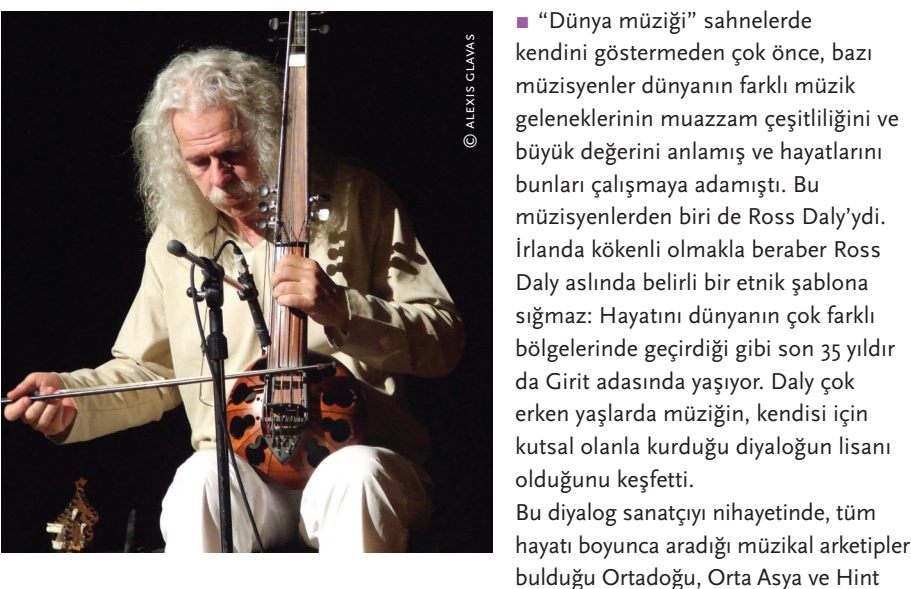 © ALEXIS GLAVAS
■ “Dünya müziği” sahnelerde
kendini göstermeden çok önce, bazı
müzisyenler dünyanın farklı müzik
geleneklerinin muazzam çeşitliliğini ve
büyük değerini anlamış ve hayatlarını
bunları çalışmaya adamıştı. Bu
müzisyenlerden biri de Ross Daly’ydi.
İrlanda kökenli olmakla beraber Ross
Daly aslında belirli bir etnik şablona
sığmaz: Hayatını dünyanın çok farklı
bölgelerinde geçirdiği gibi son 35 yıldır
da Girit adasında yaşıyor. Daly çok
erken yaşlarda müziğin, kendisi için
kutsal olanla kurduğu diyaloğun lisanı
olduğunu keşfetti.
Bu diyalog sanatçıyı nihayetinde, tüm
hayatı boyunca aradığı müzikal arketipler
bulduğu Ortadoğu, Orta Asya ve Hint